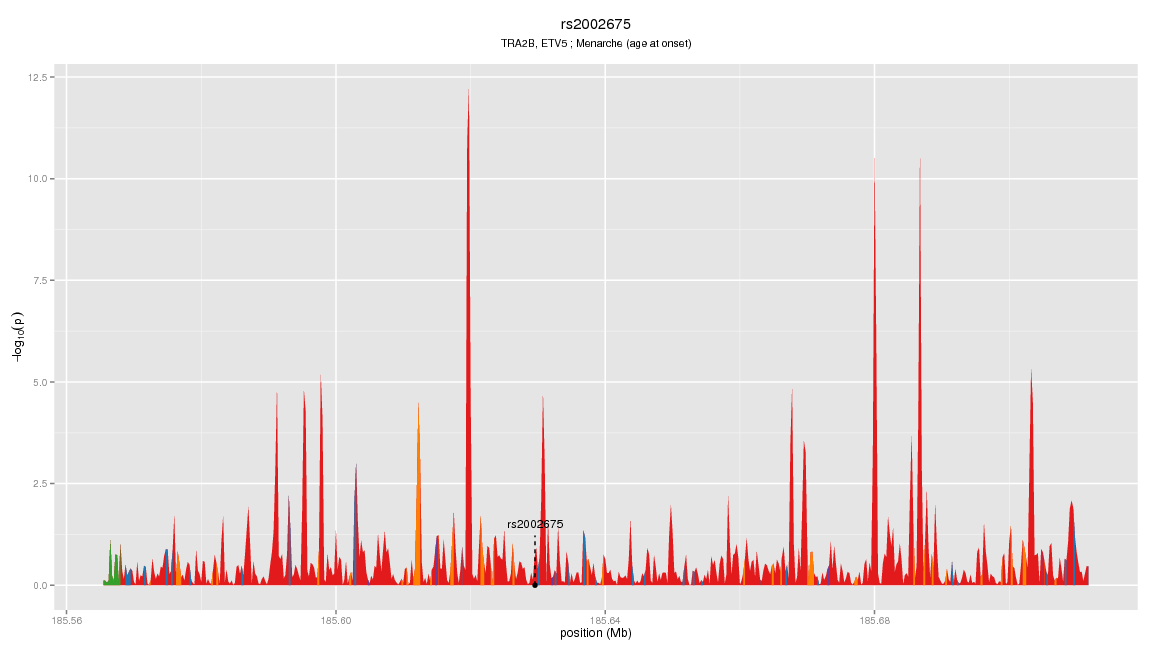 rs2002675
TRA2B, ETV5 ; Menarche (age at onset)
12.5
10.0
7.5
5.0
2.5
0.0
−log10(p)
rs2002675
185.56
185.60
185.64
185.68
position (Mb)